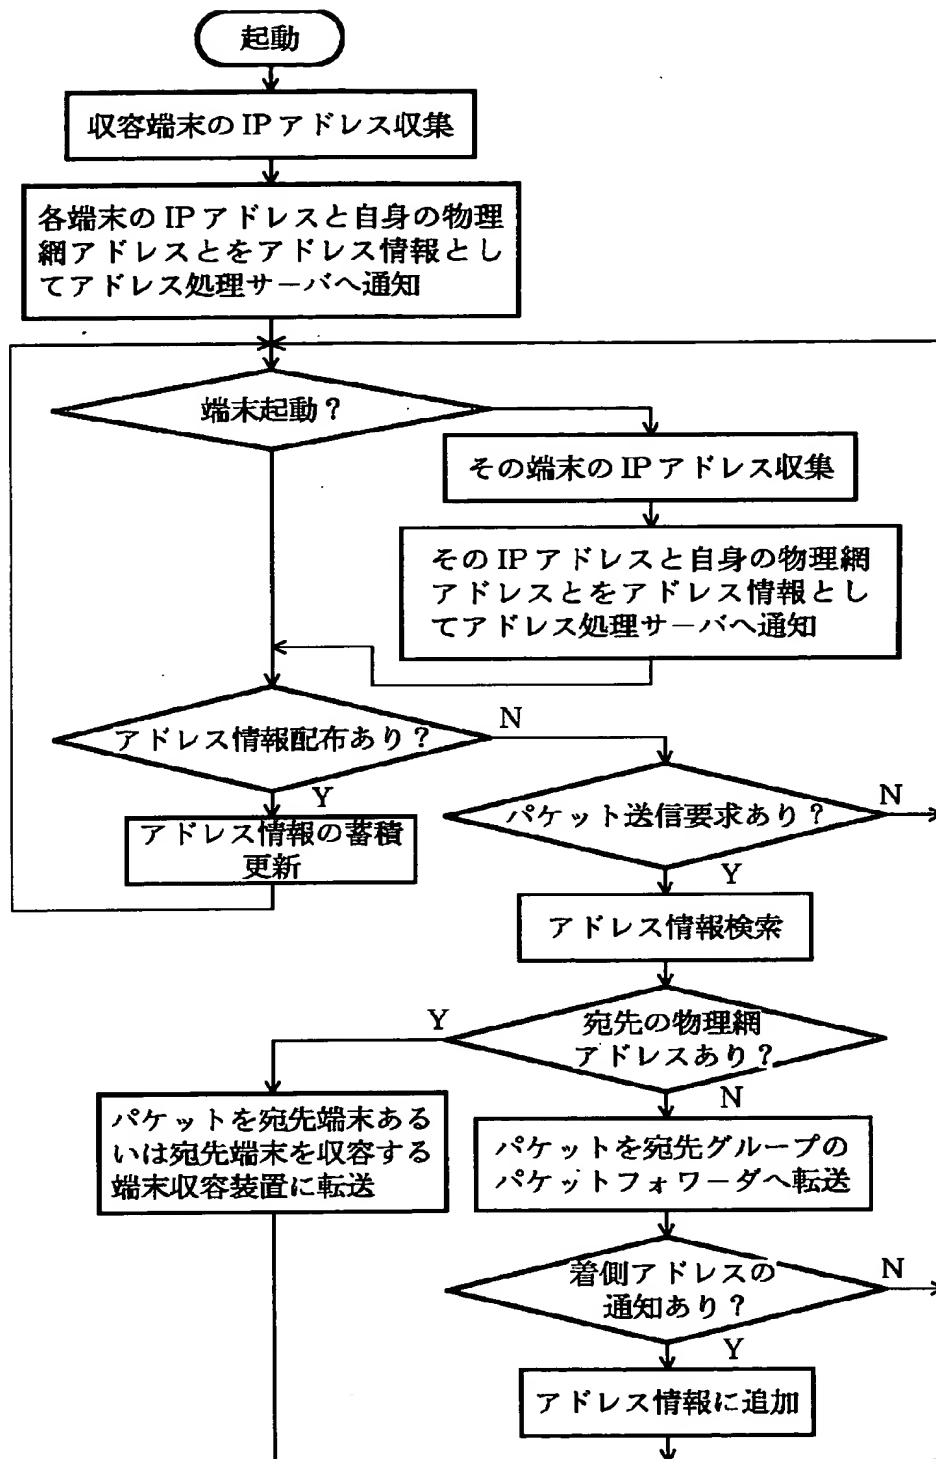 起動
収容端末の IP アドレス収集
各端末の IP アドレスと自身の物理
網アドレスとをアドレス情報とし
てアドレス処理サーバへ通知
端末起動？
その端末の IP アドレス収集
その IP アドレスと自身の物理網
アドレスとをアドレス情報とし
てアドレス処理サーバへ通知
アドレス情報配布あり？
N
Y
アドレス情報の蓄積
更新
パケット送信要求あり？
N
Y
アドレス情報検索
宛先の物理網
アドレスあり？
Y
N
パケットを宛先端末ある
いは宛先端末を収容する
端末収容装置に転送
パケットを宛先グループの
パケットフォワーダへ転送
着側アドレスの
通知あり？
N
Y
アドレス情報に追加